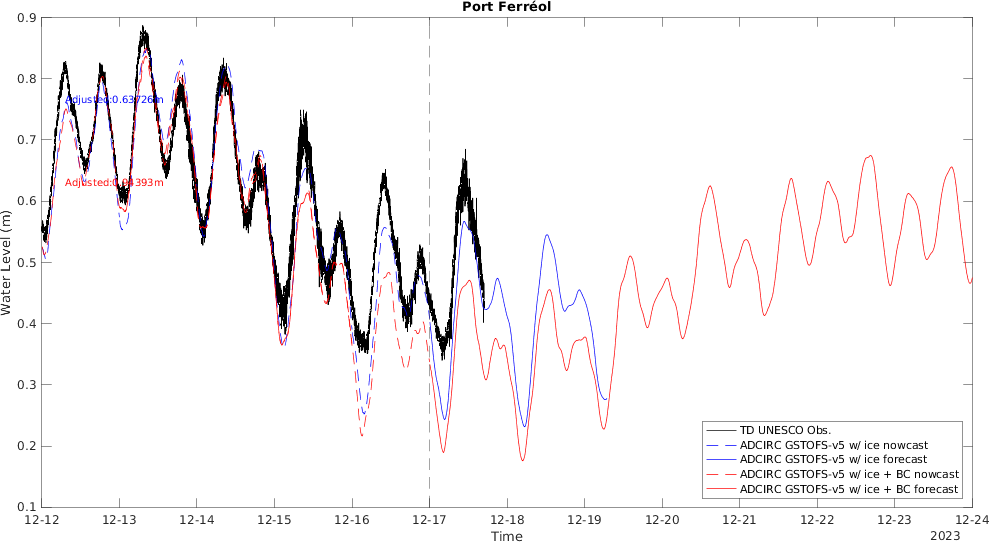 Port Ferréol
0.9
0.8
0.7
0.6
0.5
0.4
0.3
0.2
0.1
Water Level (m)
Adjusted:0.63726m
TD UNESCO Obs.
ADCIRC GSTOFS-v5 w/ ice nowcast
ADCIRC GSTOFS-v5 w/ ice forecast
ADCIRC GSTOFS-v5 w/ ice + BC nowcast
ADCIRC GSTOFS-v5 w/ ice + BC forecast
12-12 12-13 12-14 12-15 12-16 12-17 12-18 12-19 12-20 12-21 12-22 12-23 12-24
Time
2023